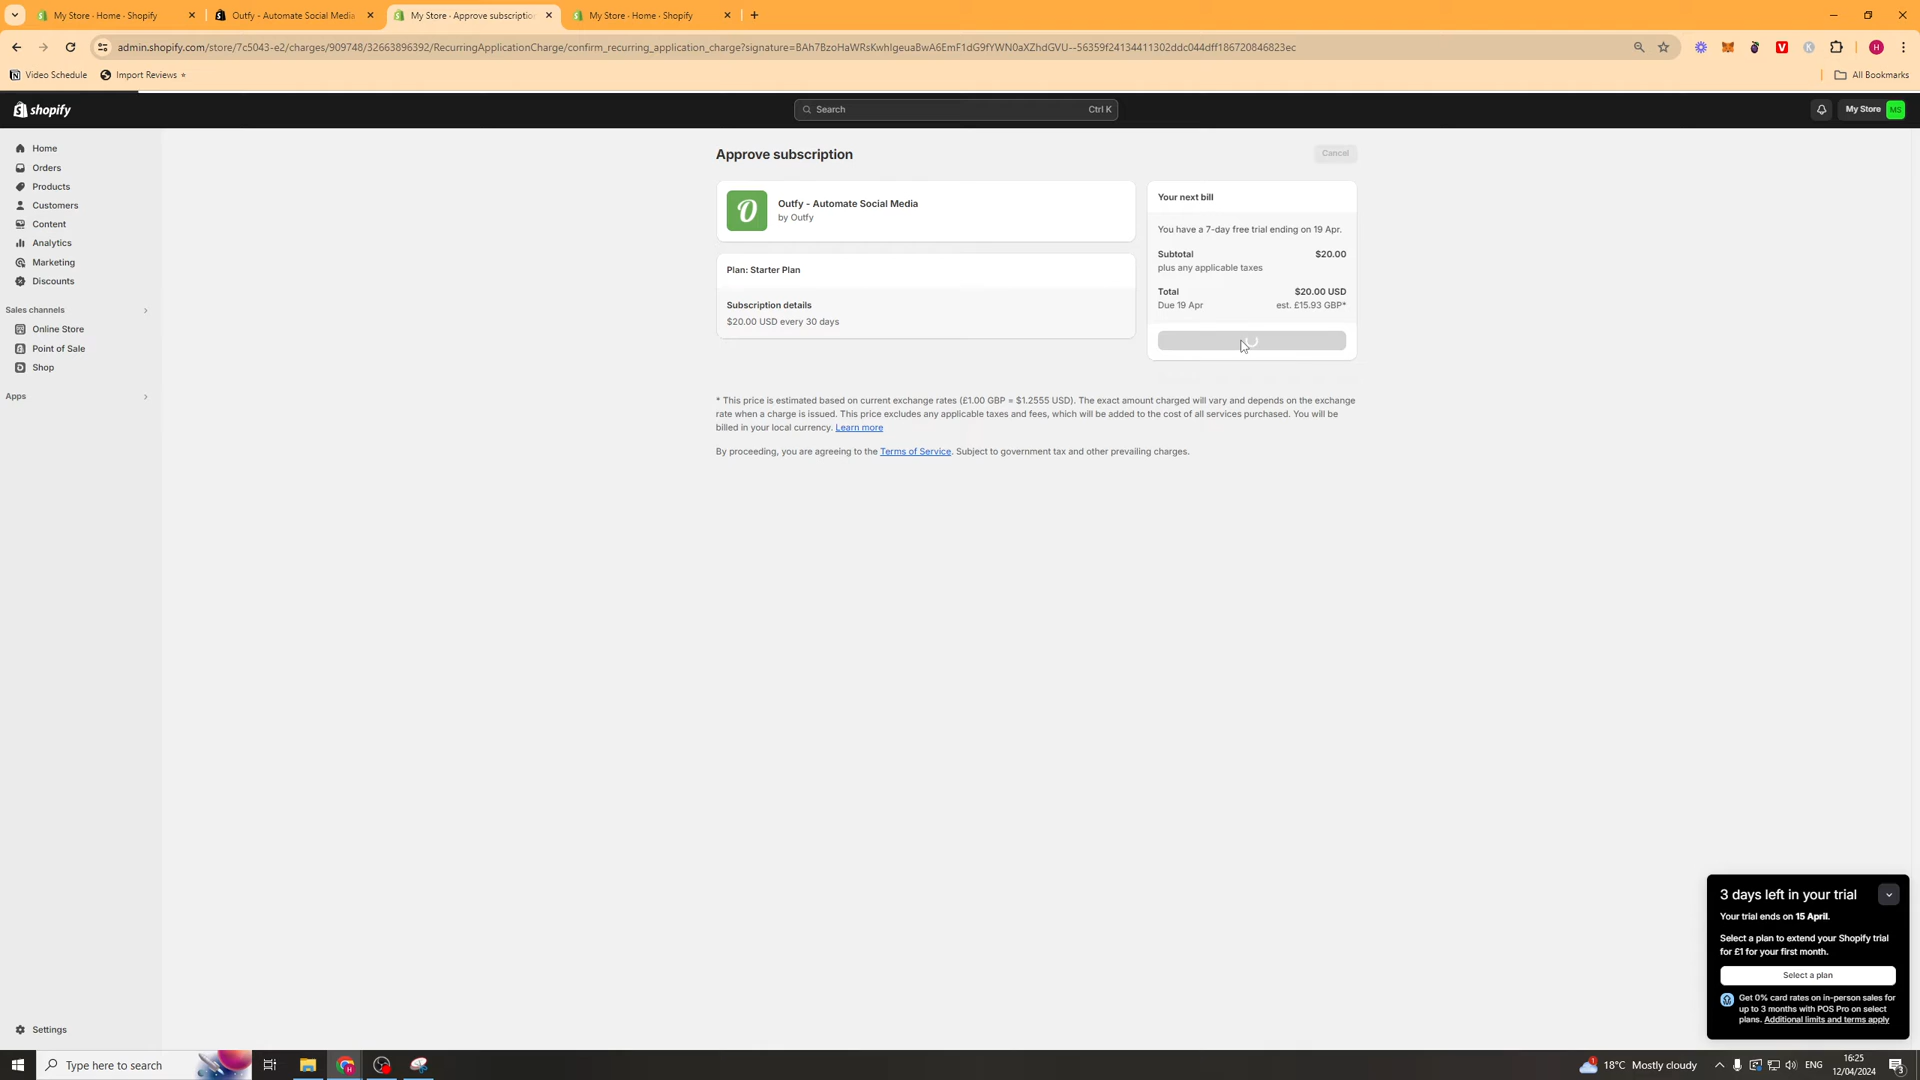 My Store · Home · Shopify
Outfy - Automate Social Media
My Store · Approve subscription
My Store · Home · Shopify
admin.shopify.com/store/7c5043-e2/charges/909748/32663896392/RecurringApplicationCharge/confirm_recurring_application_charge?signature=BAh7BzoHaWRsKwhIgeuaBwA6EmF1dG9fYWN0aXZhdGVU--56359f24134411302ddc044dff186720846823ec
Video Schedule
Import Reviews
All Bookmarks
shopify
Search
Ctrl K
My Store
MS
Home
Orders
Products
Customers
Content
Analytics
Marketing
Discounts
Sales channels
Online Store
Point of Sale
Shop
Apps
Settings
Approve subscription
Cancel
Outfy - Automate Social Media
by Outfy
Plan: Starter Plan
Subscription details
$20.00 USD every 30 days
Your next bill
You have a 7-day free trial ending on 19 Apr.
Subtotal $20.00
plus any applicable taxes
Total $20.00 USD
Due 19 Apr est. £15.93 GBP*
* This price is estimated based on current exchange rates (£1.00 GBP = $1.2555 USD). The exact amount charged will vary and depends on the exchange
rate when a charge is issued. This price excludes any applicable taxes and fees, which will be added to the cost of all services purchased. You will be
billed in your local currency. Learn more
By proceeding, you are agreeing to the Terms of Service. Subject to government tax and other prevailing charges.
3 days left in your trial
Your trial ends on 15 April.
Select a plan to extend your Shopify trial
for £1 for your first month.
Select a plan
Get 0% card rates on in-person sales for
up to 3 months with POS Pro on select
plans. Additional limits and terms apply
Type here to search
18°C Mostly cloudy
ENG
16:25
12/04/2024